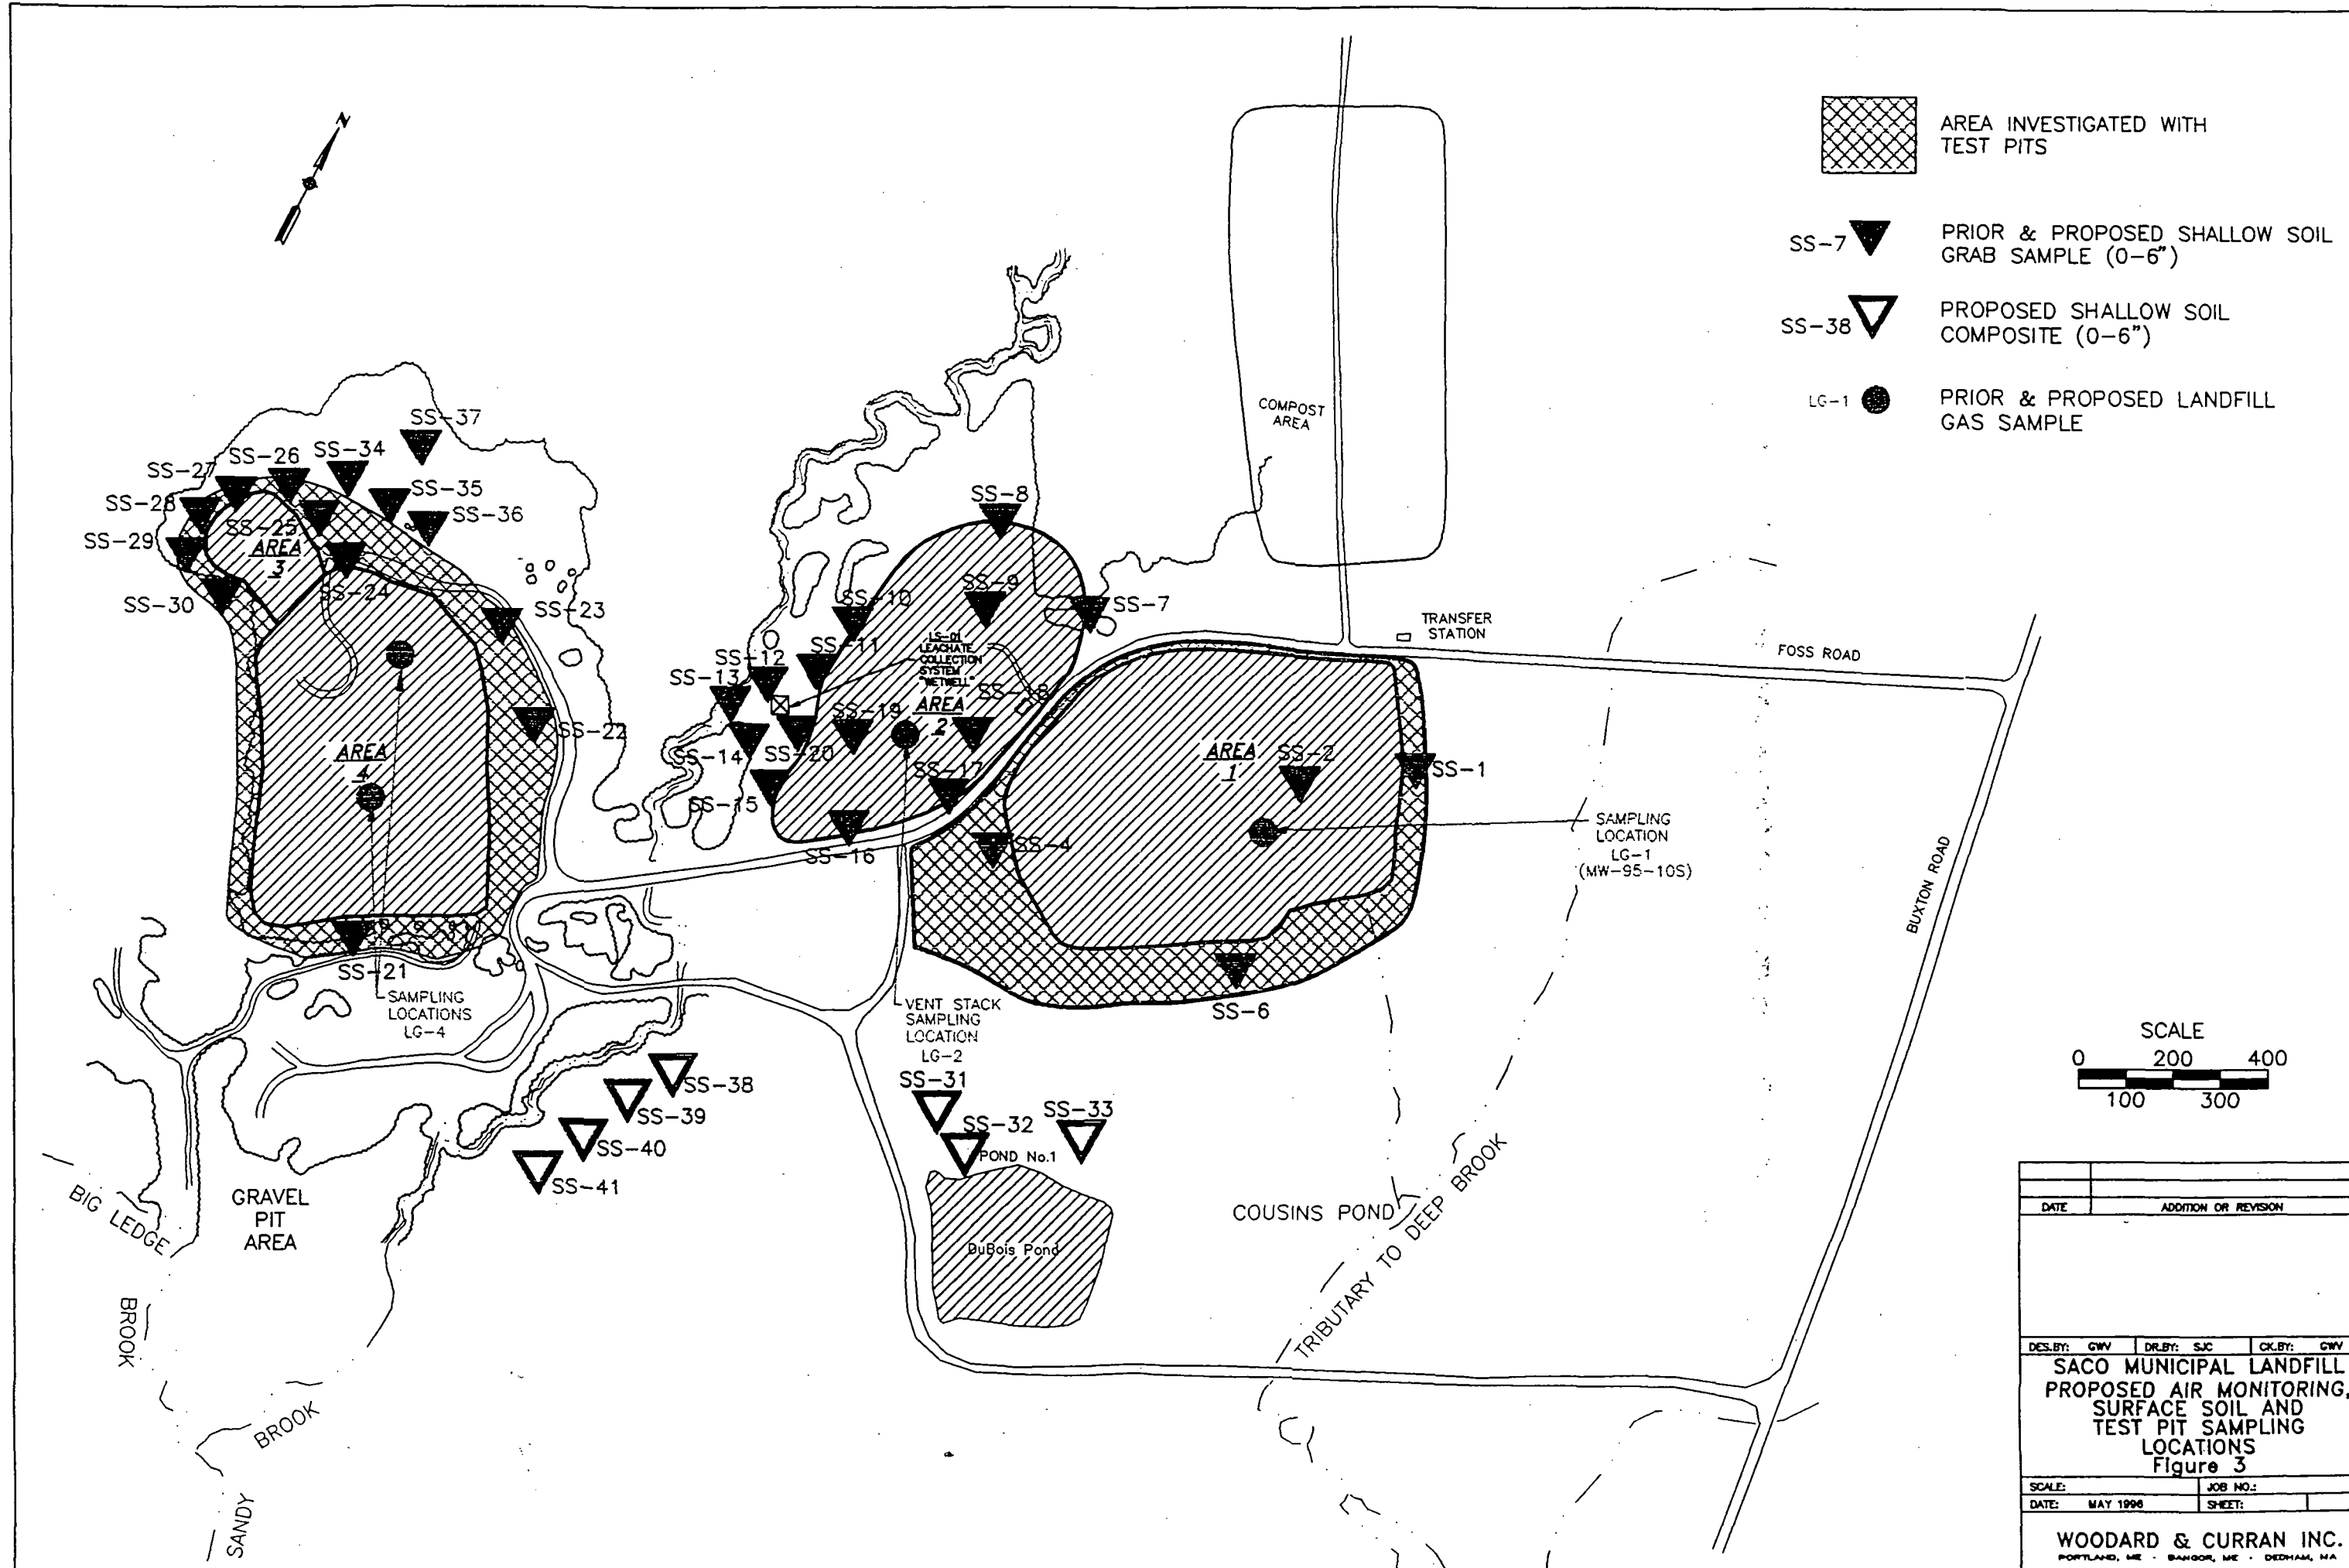 N
AREA INVESTIGATED WITH
TEST PITS
SS-7
PRIOR & PROPOSED SHALLOW SOIL
GRAB SAMPLE (0-6")
SS-38
PROPOSED SHALLOW SOIL
COMPOSITE (0-6")
LG-1
PRIOR & PROPOSED LANDFILL
GAS SAMPLE
COMPOST
AREA
SS-37
SS-34
SS-26
SS-27
SS-35
SS-28
SS-36
SS-25
SS-29
AREA
3
SS-30
SS-24
SS-23
SS-22
AREA
4
SS-21
SAMPLING
LOCATIONS
LG-4
SS-8
SS-9
SS-7
SS-10
SS-11
SS-12
SS-13
LS-01
LEACHATE
COLLECTION
SYSTEM
"WETWELL"
SS-18
AREA
2
SS-19
SS-20
SS-14
SS-15
SS-17
SS-16
TRANSFER
STATION
FOSS ROAD
AREA
1
SS-2
SS-1
SS-4
SAMPLING
LOCATION
LG-1
(MW-95-10S)
SS-6
BUXTON ROAD
VENT STACK
SAMPLING
LOCATION
LG-2
SS-31
SS-32
SS-33
POND No.1
DuBois Pond
SS-38
SS-39
SS-40
SS-41
COUSINS POND
TRIBUTARY TO DEEP BROOK
BIG LEDGE
BROOK
GRAVEL
PIT
AREA
SANDY
BROOK
SCALE
0 200 400
100 300
DATE ADDITION OR REVISION
DES.BY: GWV DR.BY: SJC CK.BY: GWV
SACO MUNICIPAL LANDFILL
PROPOSED AIR MONITORING,
SURFACE SOIL AND
TEST PIT SAMPLING
LOCATIONS
Figure 3
SCALE: JOB NO.:
DATE: MAY 1996 SHEET:
WOODARD & CURRAN INC.
PORTLAND, ME - BANGOR, ME - DEDHAM, MA